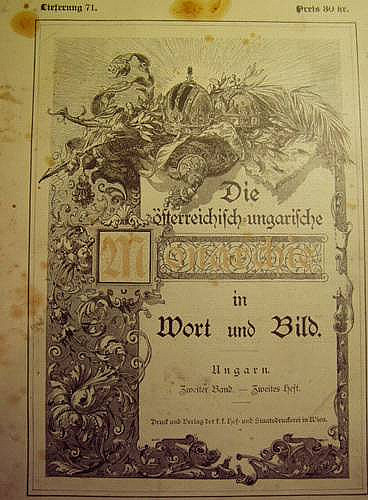 Lieferung 71.
Preis 30 kr.
Die
österreichisch-ungarische
Monarchie
in
Wort und Bild.
Ungarn.
Zweiter Band. — Zweites Heft.
Druck und Verlag der k. k. Hof- und Staatsdruckerei in Wien.